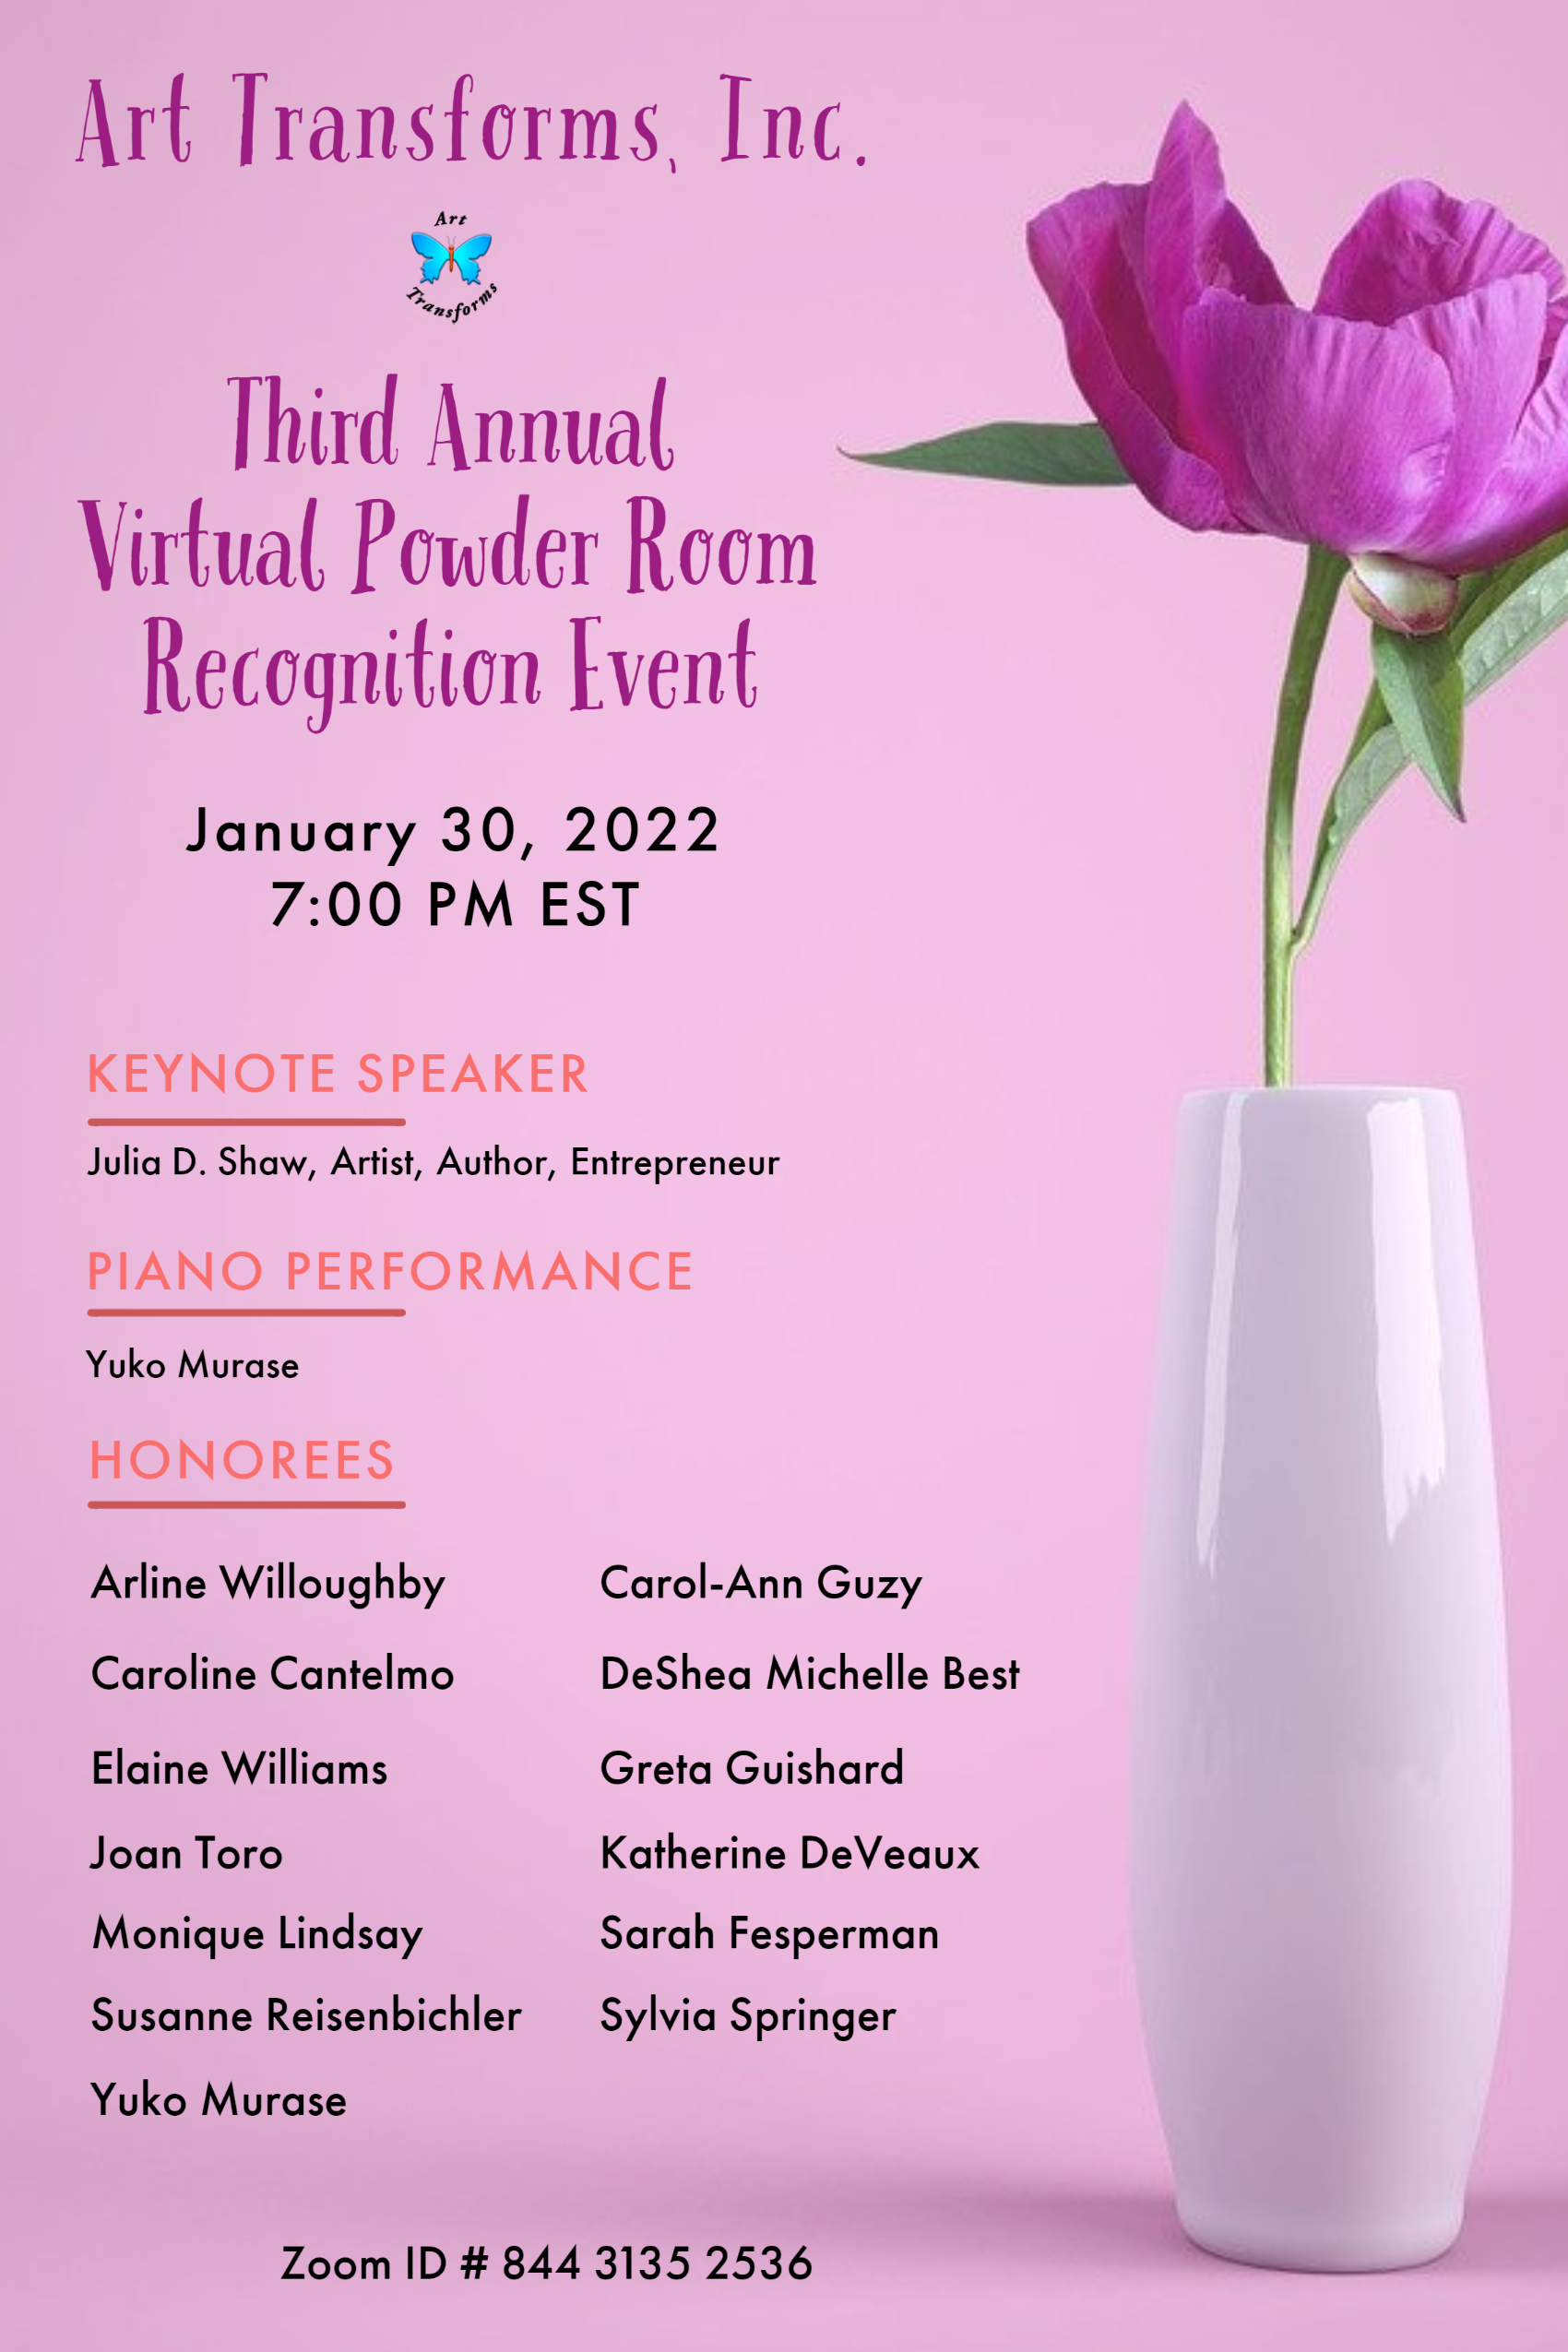 Art Transforms, Inc.
Art
Transforms
Third Annual
Virtual Powder Room
Recognition Event
January 30, 2022
7:00 PM EST
KEYNOTE SPEAKER
Julia D. Shaw, Artist, Author, Entrepreneur
PIANO PERFORMANCE
Yuko Murase
HONOREES
Arline Willoughby
Caroline Cantelmo
Elaine Williams
Joan Toro
Monique Lindsay
Susanne Reisenbichler
Yuko Murase
Carol-Ann Guzy
DeShea Michelle Best
Greta Guishard
Katherine DeVeaux
Sarah Fesperman
Sylvia Springer
Zoom ID # 844 3135 2536